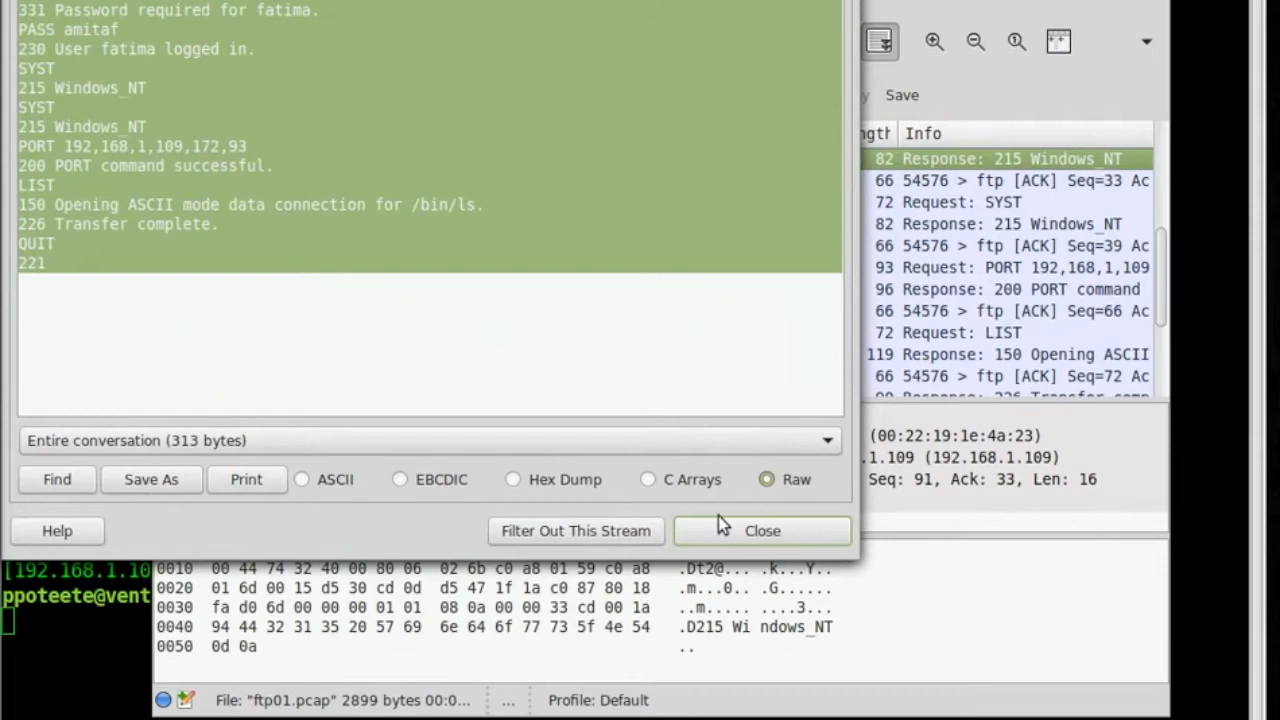 331 Password required for fatima.
PASS amitaf
230 User fatima logged in.
SYST
215 Windows_NT
SYST
215 Windows_NT
PORT 192,168,1,109,172,93
200 PORT command successful.
LIST
150 Opening ASCII mode data connection for /bin/ls.
226 Transfer complete.
QUIT
221
Entire conversation (313 bytes)
Find
Save As
Print
ASCII
EBCDIC
Hex Dump
C Arrays
Raw
Help
Filter Out This Stream
Close
y Save
ngth Info
82 Response: 215 Windows_NT
66 54576 > ftp [ACK] Seq=33 Ac
72 Request: SYST
82 Response: 215 Windows_NT
66 54576 > ftp [ACK] Seq=39 Ac
93 Request: PORT 192,168,1,109
96 Response: 200 PORT command
66 54576 > ftp [ACK] Seq=66 Ac
72 Request: LIST
119 Response: 150 Opening ASCII
66 54576 > ftp [ACK] Seq=72 Ac
(00:22:19:1e:4a:23)
.1.109 (192.168.1.109)
Seq: 91, Ack: 33, Len: 16
[192.168.1.10
ppoteete@vent
0010 00 44 74 32 40 00 80 06 02 6b c0 a8 01 59 c0 a8 .Dt2@... .k...Y..
0020 01 6d 00 15 d5 30 cd 0d d5 47 1f 1a c0 87 80 18 .m...0.. .G......
0030 fa d0 6d 00 00 00 01 01 08 0a 00 00 33 cd 00 1a ..m..... ....3...
0040 94 44 32 31 35 20 57 69 6e 64 6f 77 73 5f 4e 54 .D215 Wi ndows_NT
0050 0d 0a ..
File: "ftp01.pcap" 2899 bytes 00:0...
...
Profile: Default